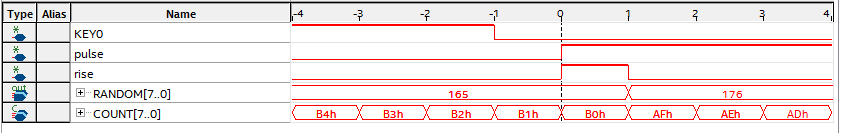 Type Alias Name -4 -3 -2 -1 0 1 2 3 4
KEY0
pulse
rise
out RANDOM[7..0] 165 176
C COUNT[7..0] B4h B3h B2h B1h B0h AFh AEh ADh